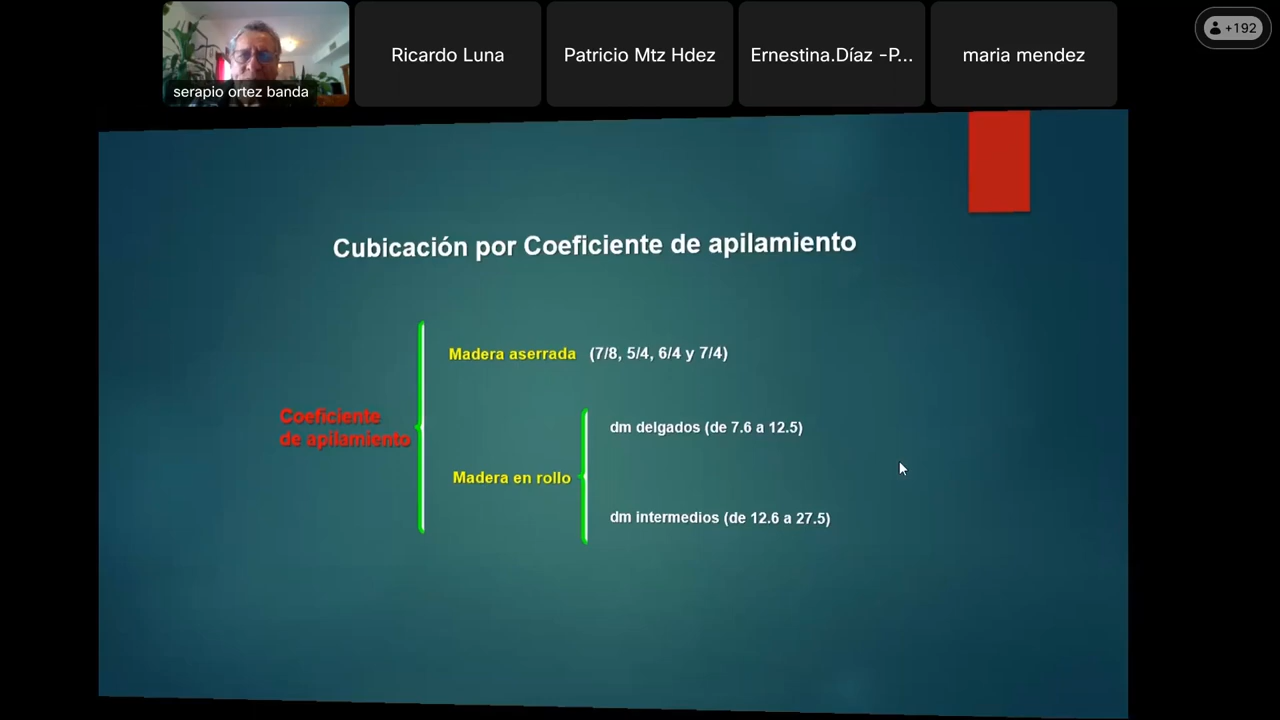 +192
serapio ortez banda
Ricardo Luna
Patricio Mtz Hdez
Ernestina.Díaz -P...
maria mendez
Cubicación por Coeficiente de apilamiento
Madera aserrada (7/8, 5/4, 6/4 y 7/4)
Coeficiente
de apilamiento
dm delgados (de 7.6 a 12.5)
Madera en rollo
dm intermedios (de 12.6 a 27.5)